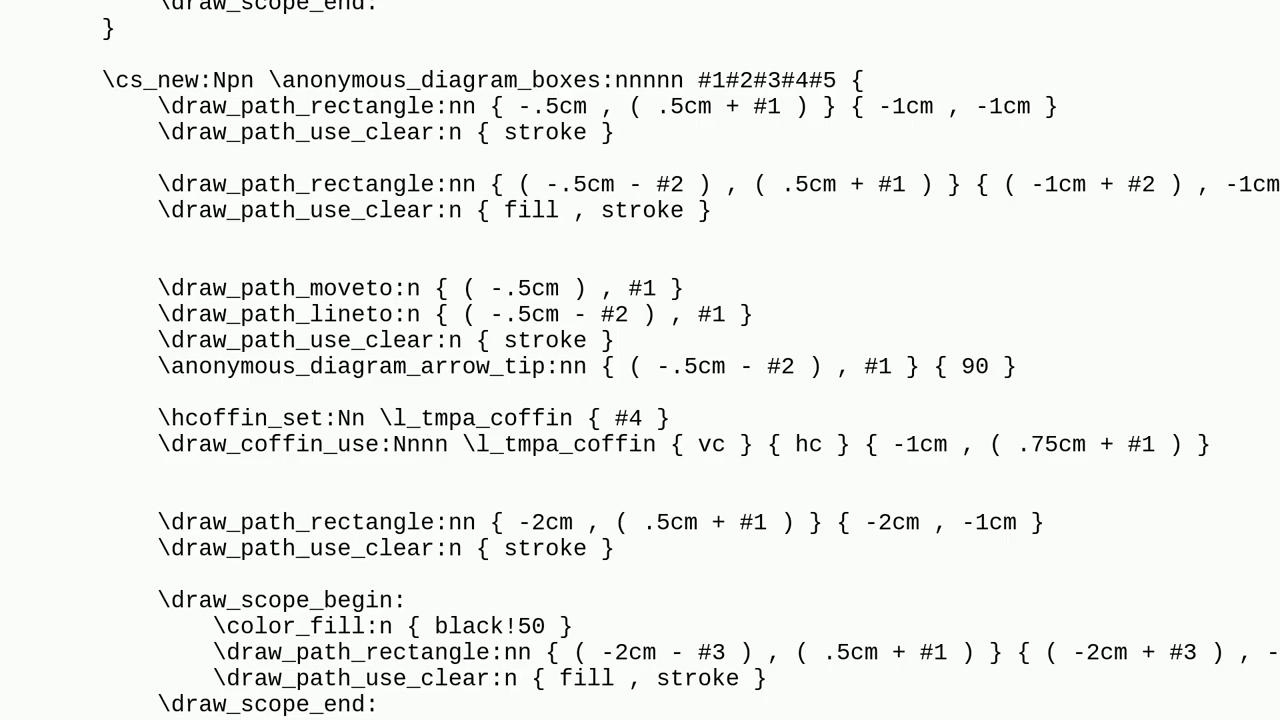 \draw_scope_end:
}
\cs_new:Npn \anonymous_diagram_boxes:nnnnn #1#2#3#4#5 {
\draw_path_rectangle:nn { -.5cm , ( .5cm + #1 ) } { -1cm , -1cm }
\draw_path_use_clear:n { stroke }
\draw_path_rectangle:nn { ( -.5cm - #2 ) , ( .5cm + #1 ) } { ( -1cm + #2 ) , -1cm
\draw_path_use_clear:n { fill , stroke }
\draw_path_moveto:n { ( -.5cm ) , #1 }
\draw_path_lineto:n { ( -.5cm - #2 ) , #1 }
\draw_path_use_clear:n { stroke }
\anonymous_diagram_arrow_tip:nn { ( -.5cm - #2 ) , #1 } { 90 }
\hcoffin_set:Nn \l_tmpa_coffin { #4 }
\draw_coffin_use:Nnnn \l_tmpa_coffin { vc } { hc } { -1cm , ( .75cm + #1 ) }
\draw_path_rectangle:nn { -2cm , ( .5cm + #1 ) } { -2cm , -1cm }
\draw_path_use_clear:n { stroke }
\draw_scope_begin:
\color_fill:n { black!50 }
\draw_path_rectangle:nn { ( -2cm - #3 ) , ( .5cm + #1 ) } { ( -2cm + #3 ) , -
\draw_path_use_clear:n { fill , stroke }
\draw_scope_end: